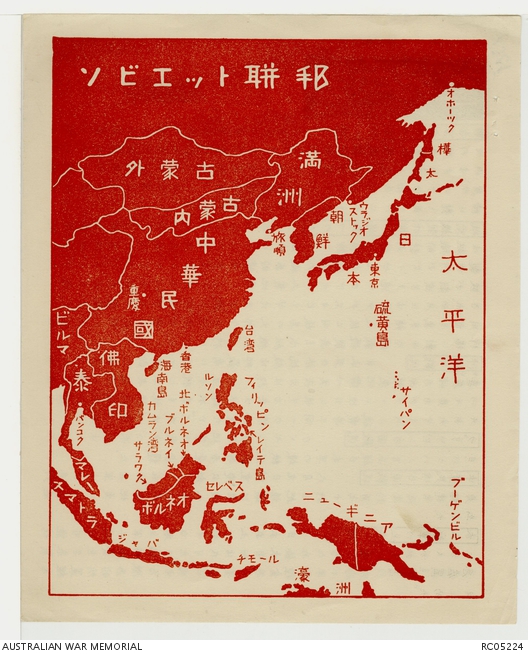 ソビエット聯邦
オホーツク
樺太
外蒙古
満洲
内蒙古
ウラジオストック
朝鮮
旅順
日本
東京
太平洋
中華民國
重慶
硫黄島
ビルマ
台湾
佛印
香港
海南島
泰
ルソン
フィリッピン
サイパン
北ボルネオ
レイテ島
カムラン湾
ブルネイ
バンコク
サラワク
マレー
セレベス
ボルネオ
スマトラ
ニューギニア
ブーゲンビル
ジャバ
チモール
濠洲
AUSTRALIAN WAR MEMORIAL
RC05224